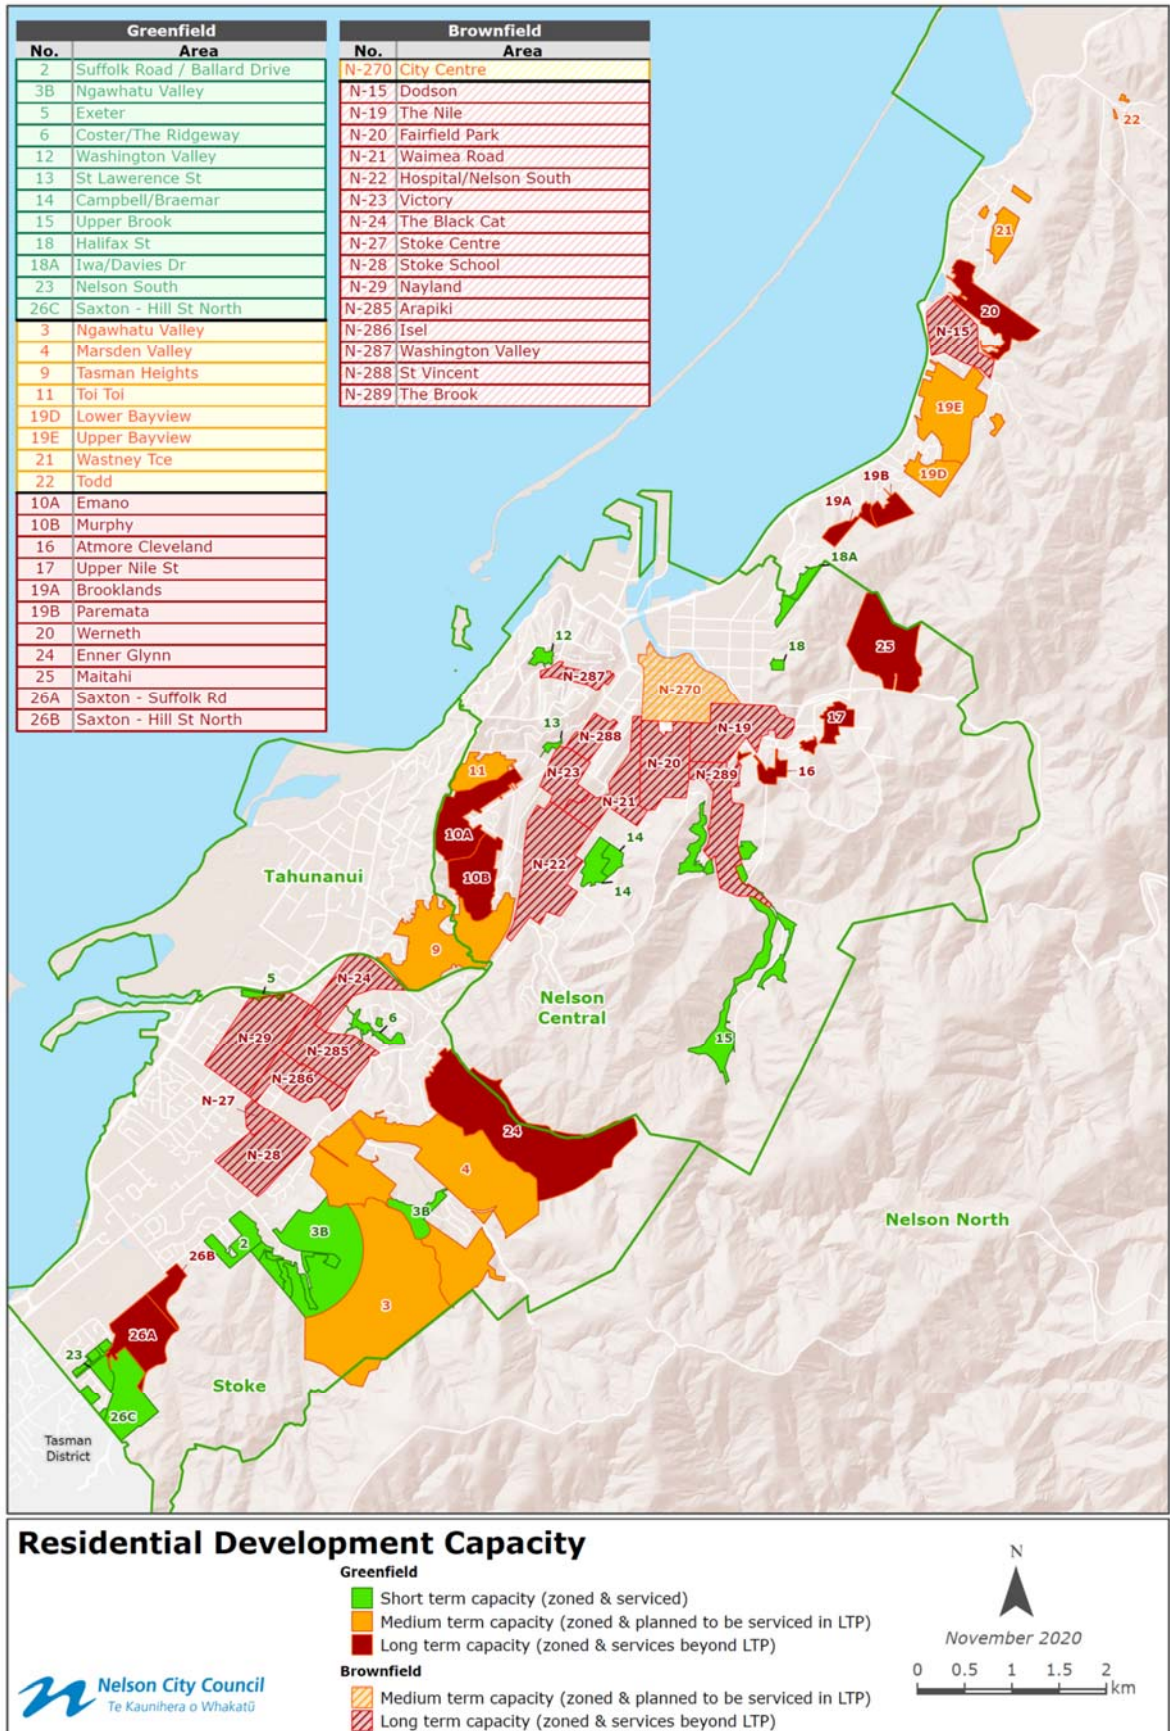 Greenfield
No. Area
2 Suffolk Road / Ballard Drive
3B Ngawhatu Valley
5 Exeter
6 Coster/The Ridgeway
12 Washington Valley
13 St Lawerence St
14 Campbell/Braemar
15 Upper Brook
18 Halifax St
18A Iwa/Davies Dr
23 Nelson South
26C Saxton - Hill St North
3 Ngawhatu Valley
4 Marsden Valley
9 Tasman Heights
11 Toi Toi
19D Lower Bayview
19E Upper Bayview
21 Wastney Tce
22 Todd
10A Emano
10B Murphy
16 Atmore Cleveland
17 Upper Nile St
19A Brooklands
19B Paremata
20 Werneth
24 Enner Glynn
25 Maitahi
26A Saxton - Suffolk Rd
26B Saxton - Hill St North
Brownfield
No. Area
N-270 City Centre
N-15 Dodson
N-19 The Nile
N-20 Fairfield Park
N-21 Waimea Road
N-22 Hospital/Nelson South
N-23 Victory
N-24 The Black Cat
N-27 Stoke Centre
N-28 Stoke School
N-29 Nayland
N-285 Arapiki
N-286 Isel
N-287 Washington Valley
N-288 St Vincent
N-289 The Brook
22
21
20
N-15
19E
19D
19B
19A
18A
12
18
25
N-287
N-270
17
13
N-288
N-19
11
N-23
N-20
N-289
16
N-21
10A
14
N-22
10B
Tahunanui
14
9
N-24
5
Nelson
Central
6
N-29
N-285
15
N-286
N-27
24
N-28
4
3B
3B
Nelson North
2
26B
3
26A
23
Stoke
26C
Tasman
District
Residential Development Capacity
Greenfield
Short term capacity (zoned & serviced)
Medium term capacity (zoned & planned to be serviced in LTP)
Long term capacity (zoned & services beyond LTP)
Brownfield
Medium term capacity (zoned & planned to be serviced in LTP)
Long term capacity (zoned & services beyond LTP)
Nelson City Council
Te Kaunihera o Whakatū
N
November 2020
0 0.5 1 1.5 2
km